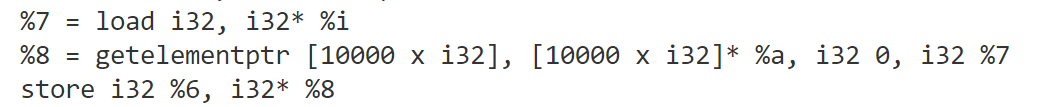 %7 = load i32, i32* %i
%8 = getelementptr [10000 x i32], [10000 x i32]* %a, i32 0, i32 %7
store i32 %6, i32* %8